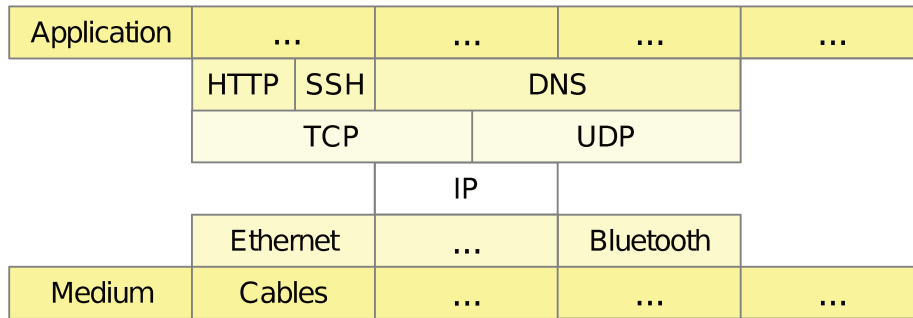 Application ... ... ... ...
HTTP SSH DNS
TCP UDP
IP
Ethernet ... Bluetooth
Medium Cables ... ... ...